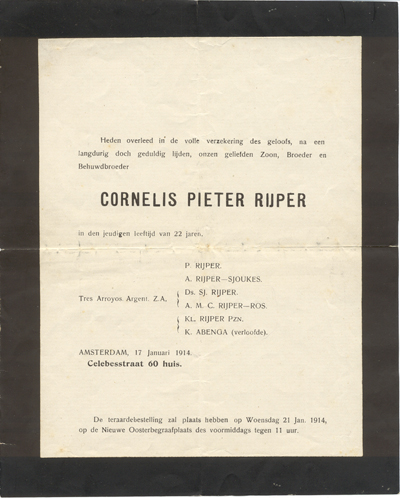 Heden overleed in de volle verzekering des geloofs, na een
langdurig doch geduldig lijden, onzen geliefden Zoon, Broeder en
Behuwdbroeder
CORNELIS PIETER RIJPER
in den jeudigen leeftijd van 22 jaren.
P. RIJPER.
A. RIJPER-SJOUKES.
Tres Arroyos Argent. Z.A.
Ds. SJ. RIJPER.
A. M. C. RIJPER-ROS.
KL. RIJPER PZN.
K. ABENGA (verloofde).
AMSTERDAM, 17 Januari 1914.
Celebesstraat 60 huis.
De teraardebestelling zal plaats hebben op Woensdag 21 Jan. 1914,
op de Nieuwe Oosterbegraafplaats des voormiddags tegen 11 uur.